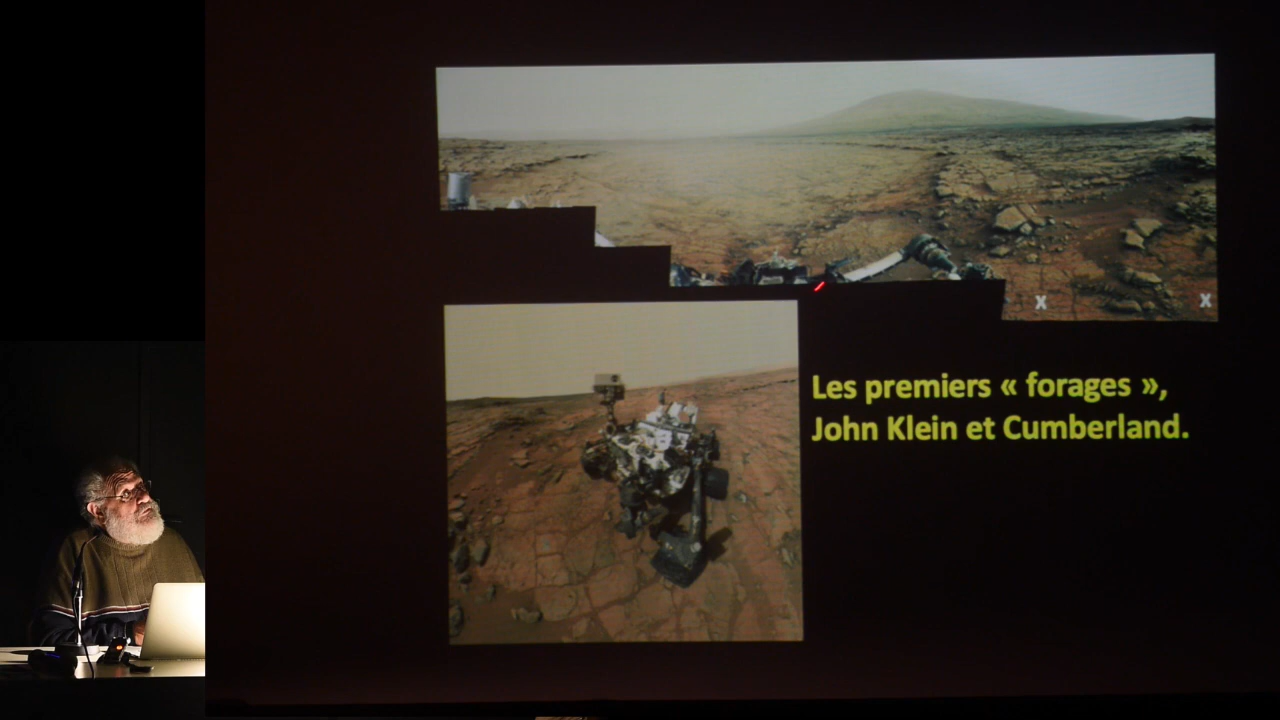 X X
Les premiers « forages »,
John Klein et Cumberland.